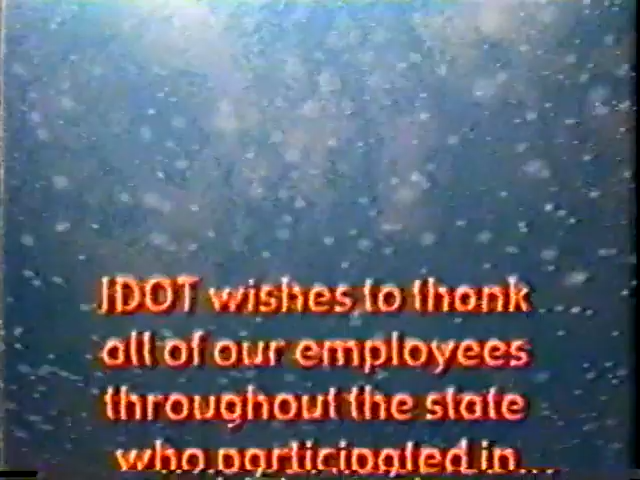 IDOT wishes to thank
all of our employees
throughout the state
who participated in...